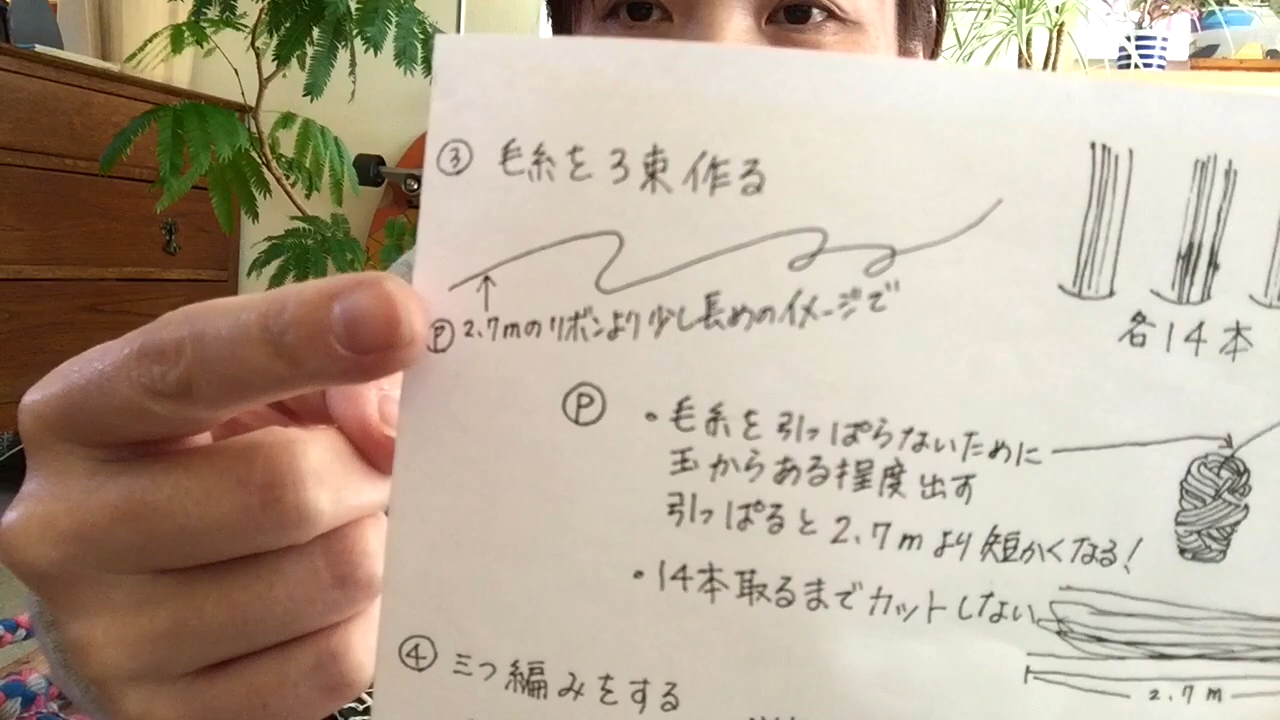 ③ 毛糸を3束作る
Ⓟ 2.7mのリボンより少し長めのイメージで
各14本
Ⓟ ・毛糸を引っぱらないために
玉からある程度出す
引っぱると2.7mより短かくなる!
・14本取るまでカットしない
2.7m
④ 三つ編みをする